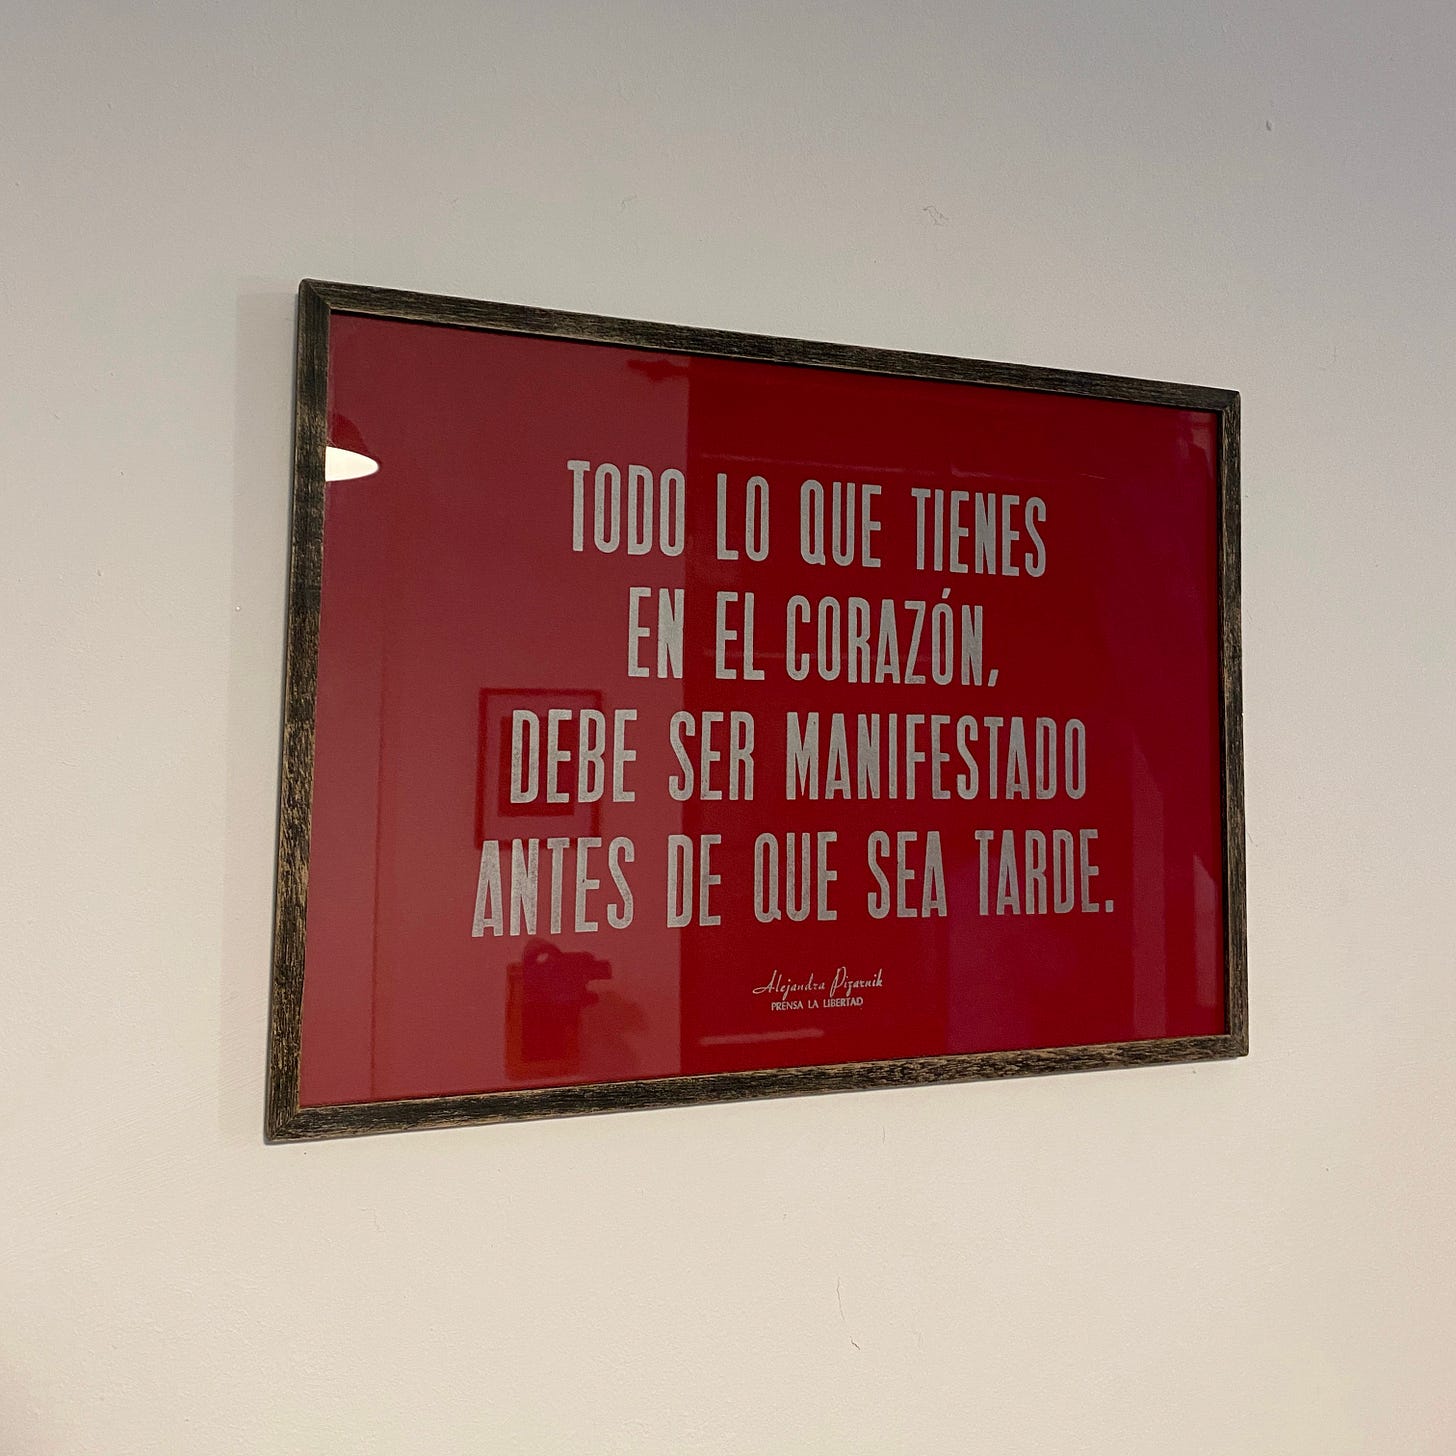 TODO LO QUE TIENES
EN EL CORAZÓN,
DEBE SER MANIFESTADO
ANTES DE QUE SEA TARDE.
Alejandra Pizarnik
PRENSA LA LIBERTAD